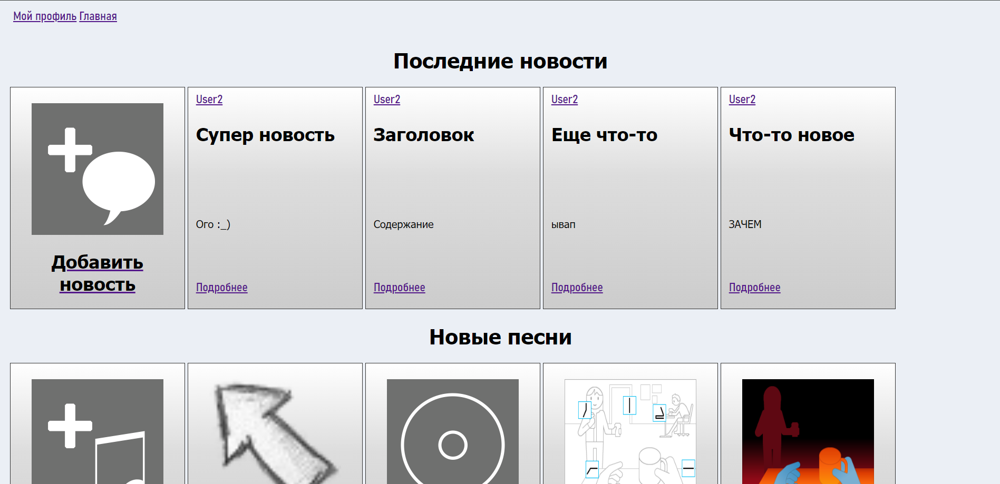 Мой профиль Главная
Последние новости
Добавить
новость
User2
Супер новость
Ого :_)
Подробнее
User2
Заголовок
Содержание
Подробнее
User2
Еще что-то
ывап
Подробнее
User2
Что-то новое
ЗАЧЕМ
Подробнее
Новые песни